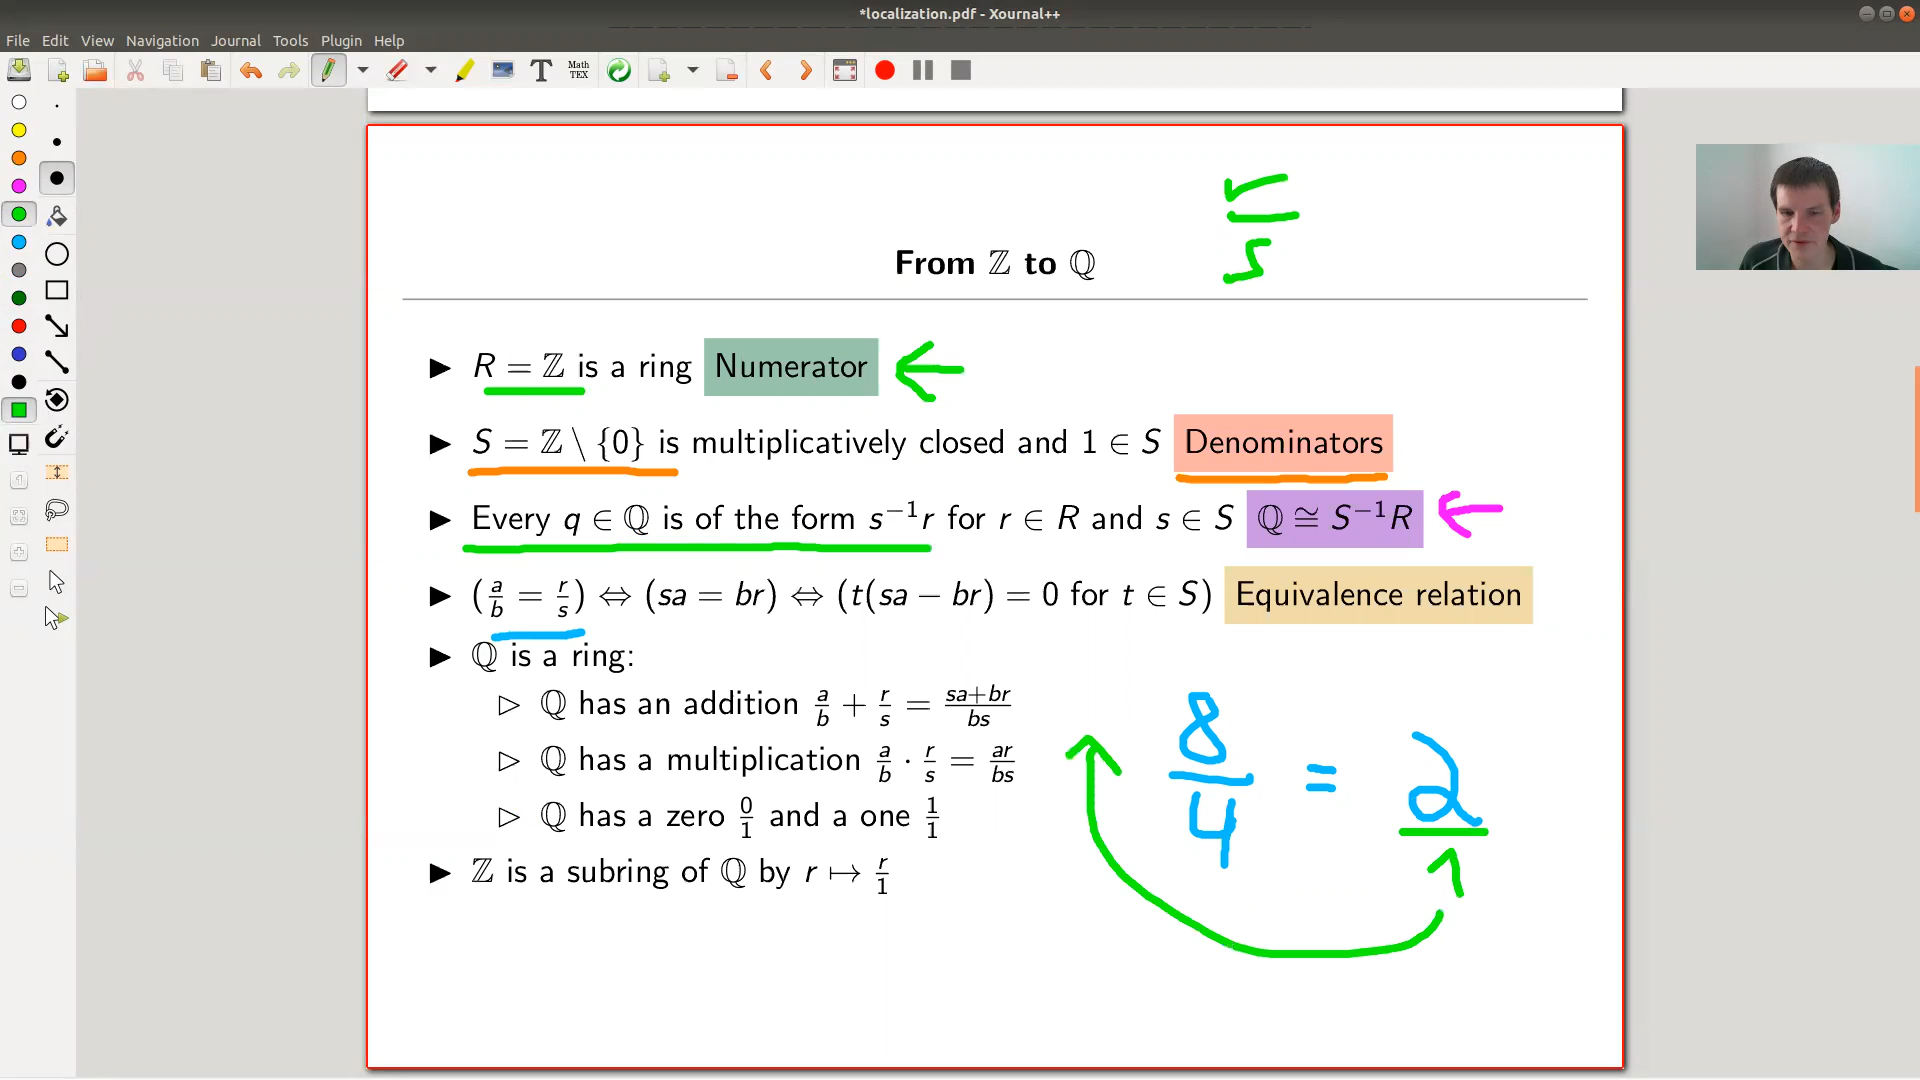 *localization.pdf - Xournal++
File Edit View Navigation Journal Tools Plugin Help
T Math TEX
r/s
From ℤ to ℚ
▶ R = ℤ is a ring Numerator
▶ S = ℤ \ {0} is multiplicatively closed and 1 ∈ S Denominators
▶ Every q ∈ ℚ is of the form s⁻¹r for r ∈ R and s ∈ S ℚ ≅ S⁻¹R
▶ (a/b = r/s) ⇔ (sa = br) ⇔ (t(sa − br) = 0 for t ∈ S) Equivalence relation
▶ ℚ is a ring:
▷ ℚ has an addition a/b + r/s = (sa+br)/bs
▷ ℚ has a multiplication a/b · r/s = ar/bs
▷ ℚ has a zero 0/1 and a one 1/1
▶ ℤ is a subring of ℚ by r ↦ r/1
8/4 = 2/1